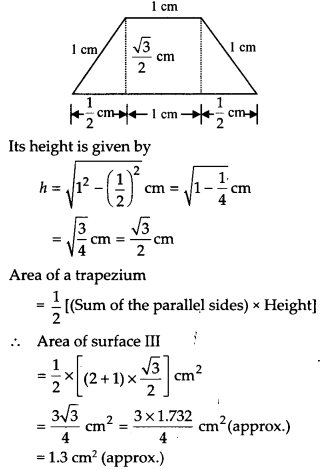 1 cm
1 cm √3/2 cm 1 cm
1/2 cm 1 cm 1/2 cm
Its height is given by
h = √(1² − (1/2)²) cm = √(1 − 1/4) cm
= √(3/4) cm = √3/2 cm
Area of a trapezium
= 1/2 [(Sum of the parallel sides) × Height]
∴ Area of surface III
= 1/2 × [(2 + 1) × √3/2] cm²
= 3√3/4 cm² = 3 × 1.732/4 cm² (approx.)
= 1.3 cm² (approx.)